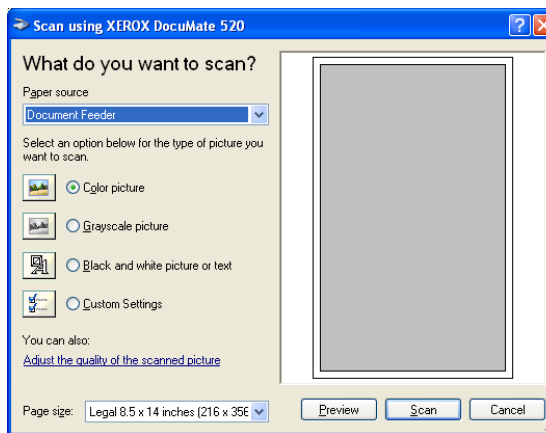 Scan using XEROX DocuMate 520
What do you want to scan?
Paper source
Document Feeder
Select an option below for the type of picture you
want to scan.
Color picture
Grayscale picture
Black and white picture or text
Custom Settings
You can also:
Adjust the quality of the scanned picture
Page size:
Legal 8.5 x 14 inches (216 x 356
Preview
Scan
Cancel